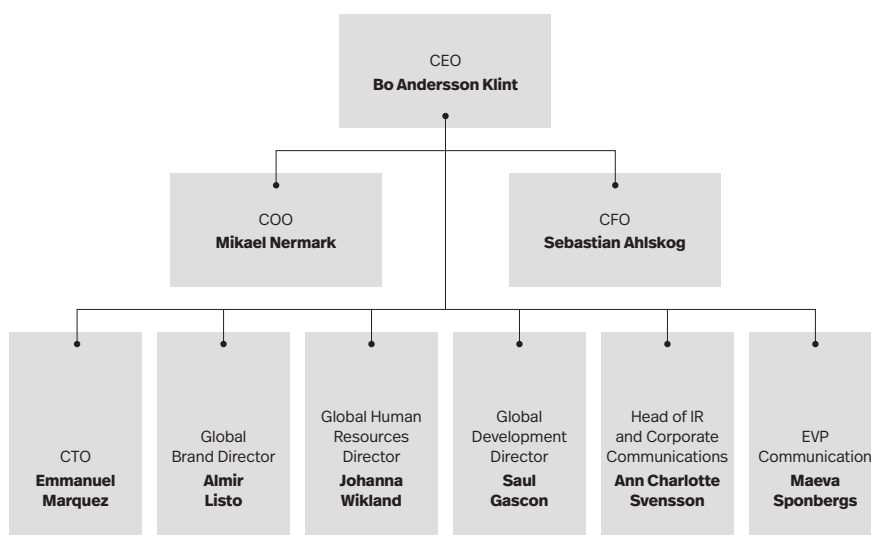 CEO
Bo Andersson Klint
COO
Mikael Nermark
CFO
Sebastian Ahlskog
CTO
Emmanuel
Marquez
Global
Brand Director
Almir
Listo
Global Human
Resources
Director
Johanna
Wikland
Global
Development
Director
Saul
Gascon
Head of IR
and Corporate
Communications
Ann Charlotte
Svensson
EVP
Communication
Maeva
Sponbergs